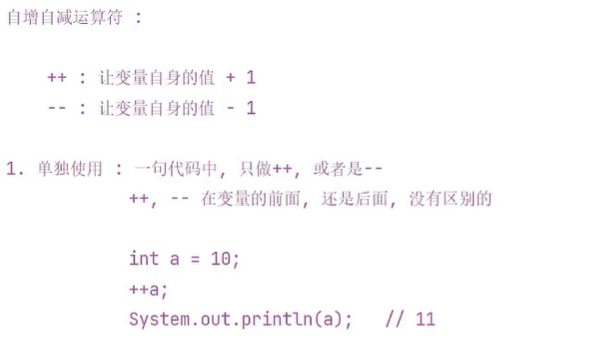 自增自减运算符 :
++ : 让变量自身的值 + 1
-- : 让变量自身的值 - 1
1. 单独使用 : 一句代码中, 只做++, 或者是--
++, -- 在变量的前面, 还是后面, 没有区别的
int a = 10;
++a;
System.out.println(a); // 11